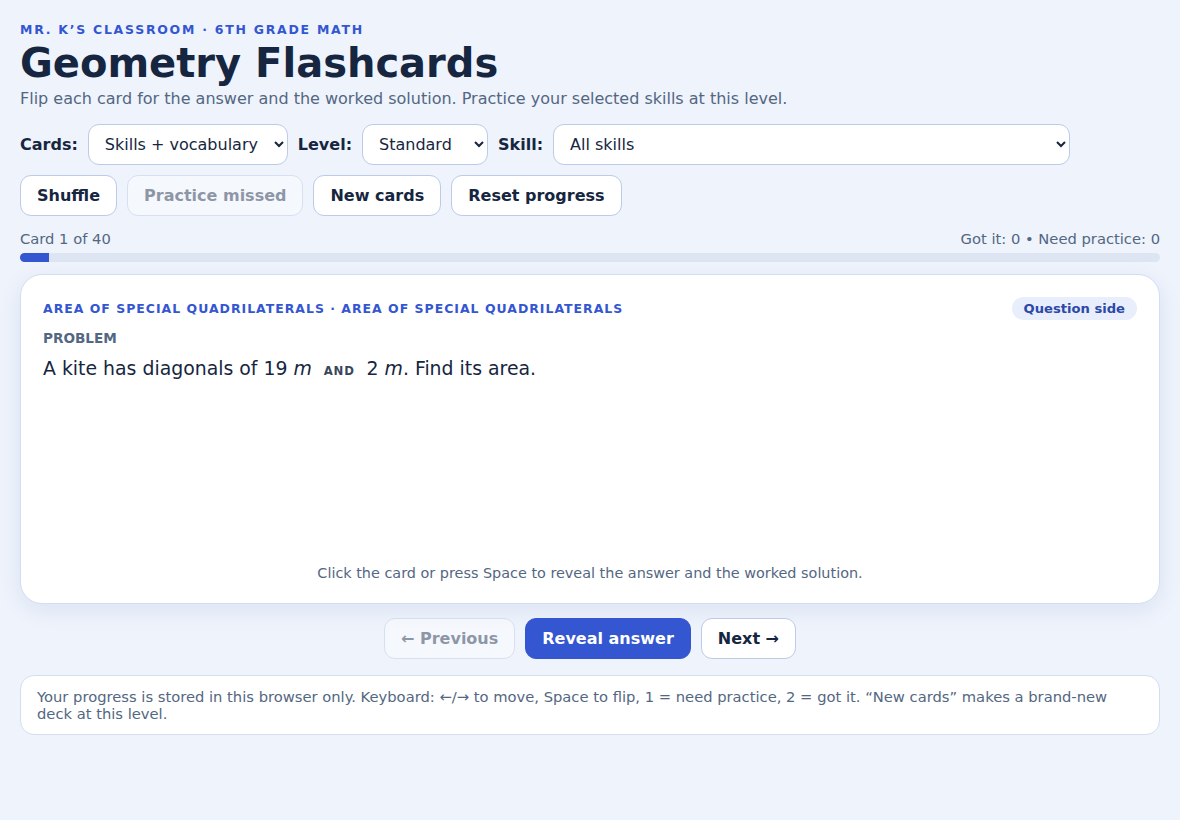 MR. K’S CLASSROOM · 6TH GRADE MATH
Geometry Flashcards
Flip each card for the answer and the worked solution. Practice your selected skills at this level.
Cards: Skills + vocabulary Level: Standard Skill: All skills
Shuffle Practice missed New cards Reset progress
Card 1 of 40 Got it: 0 • Need practice: 0
AREA OF SPECIAL QUADRILATERALS · AREA OF SPECIAL QUADRILATERALS Question side
PROBLEM
A kite has diagonals of 19 m AND 2 m. Find its area.
Click the card or press Space to reveal the answer and the worked solution.
← Previous Reveal answer Next →
Your progress is stored in this browser only. Keyboard: ←/→ to move, Space to flip, 1 = need practice, 2 = got it. “New cards” makes a brand-new
deck at this level.